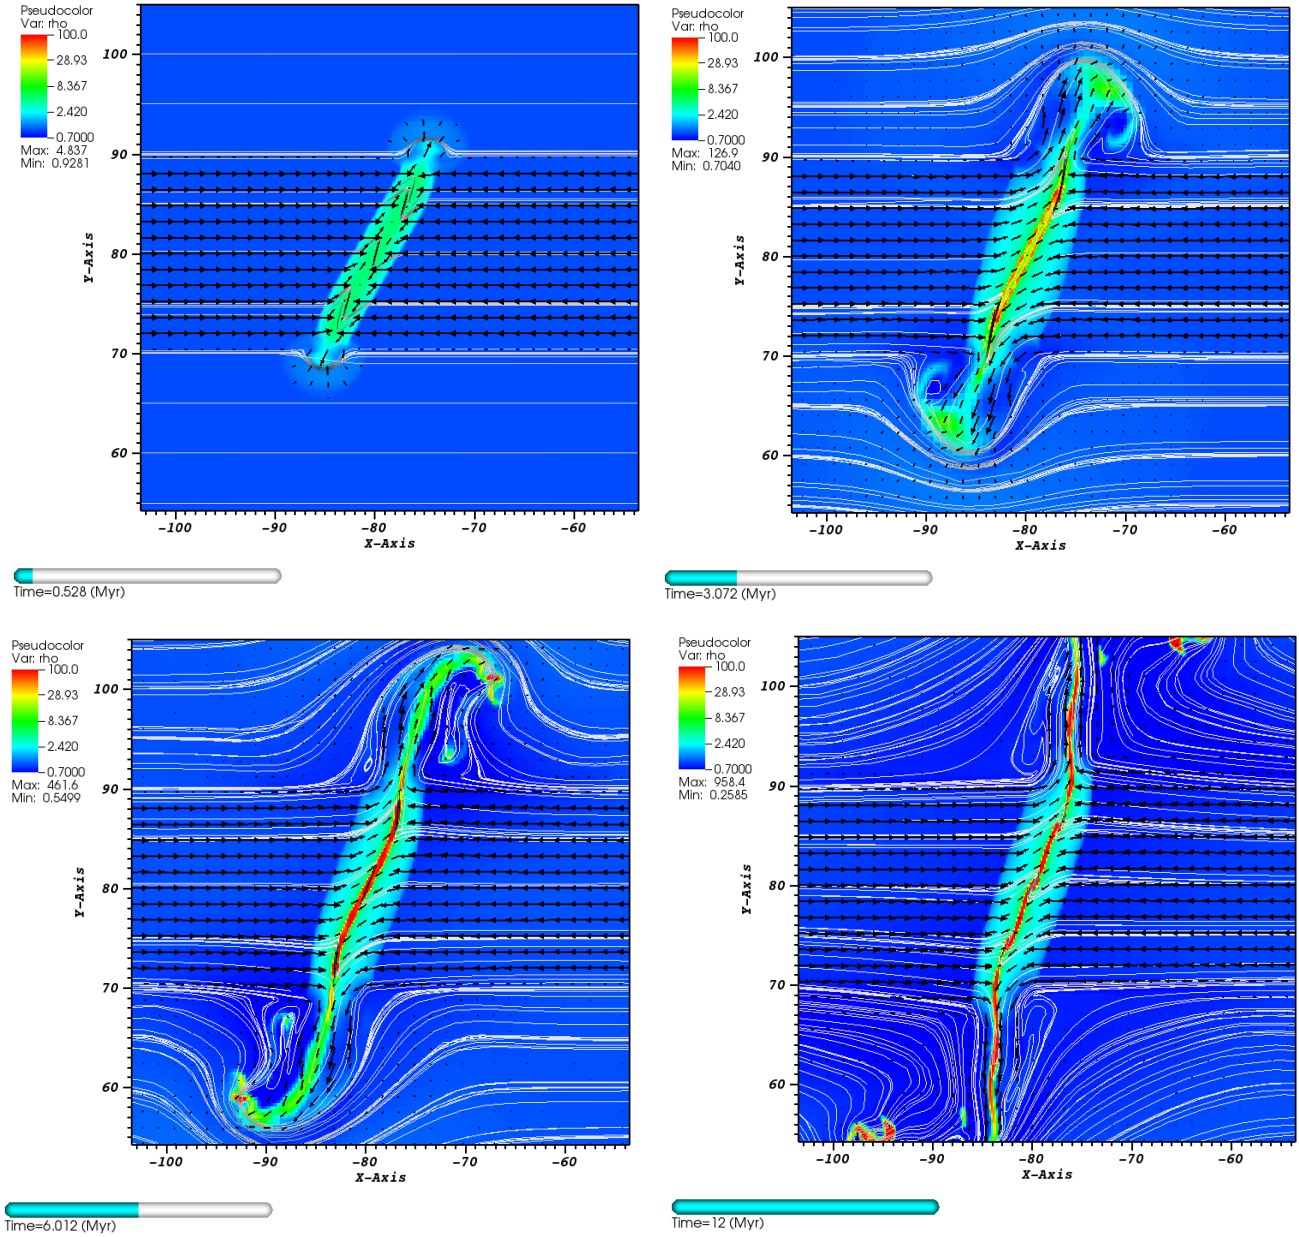 Pseudocolor
Var: rho
100.0
28.93
8.367
2.420
0.7000
Max: 4.837
Min: 0.9281
100
90
80
70
60
Y-Axis
-100 -90 -80 -70 -60
X-Axis
Time=0.528 (Myr)
Pseudocolor
Var: rho
100.0
28.93
8.367
2.420
0.7000
Max: 126.9
Min: 0.7040
100
90
80
70
60
Y-Axis
-100 -90 -80 -70 -60
X-Axis
Time=3.072 (Myr)
Pseudocolor
Var: rho
100.0
28.93
8.367
2.420
0.7000
Max: 461.6
Min: 0.5499
100
90
80
70
60
Y-Axis
-100 -90 -80 -70 -60
X-Axis
Time=6.012 (Myr)
Pseudocolor
Var: rho
100.0
28.93
8.367
2.420
0.7000
Max: 958.4
Min: 0.2585
100
90
80
70
60
Y-Axis
-100 -90 -80 -70 -60
X-Axis
Time=12 (Myr)